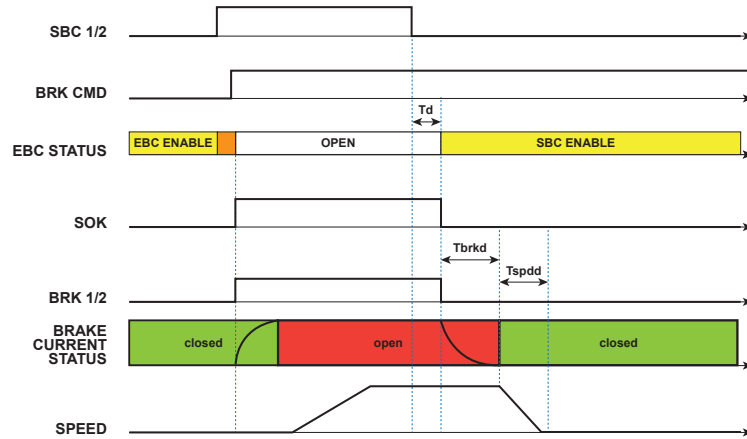 SBC 1/2
BRK CMD
Td
EBC STATUS
EBC ENABLE
OPEN
SBC ENABLE
SOK
Tbrkd
Tspdd
BRK 1/2
BRAKE
CURRENT
STATUS
closed
open
closed
SPEED